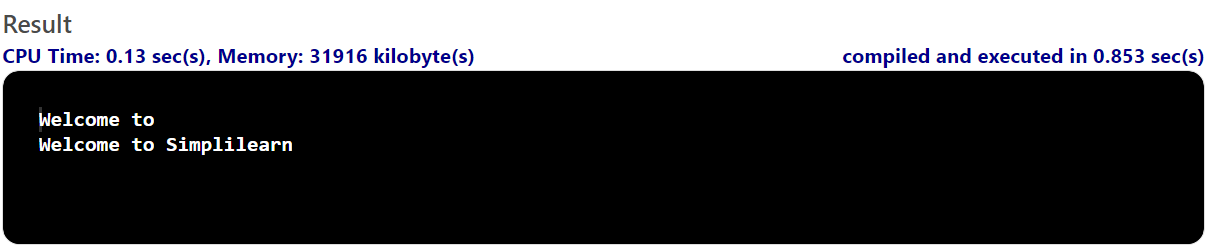 Result
CPU Time: 0.13 sec(s), Memory: 31916 kilobyte(s)
compiled and executed in 0.853 sec(s)
Welcome to
Welcome to Simplilearn